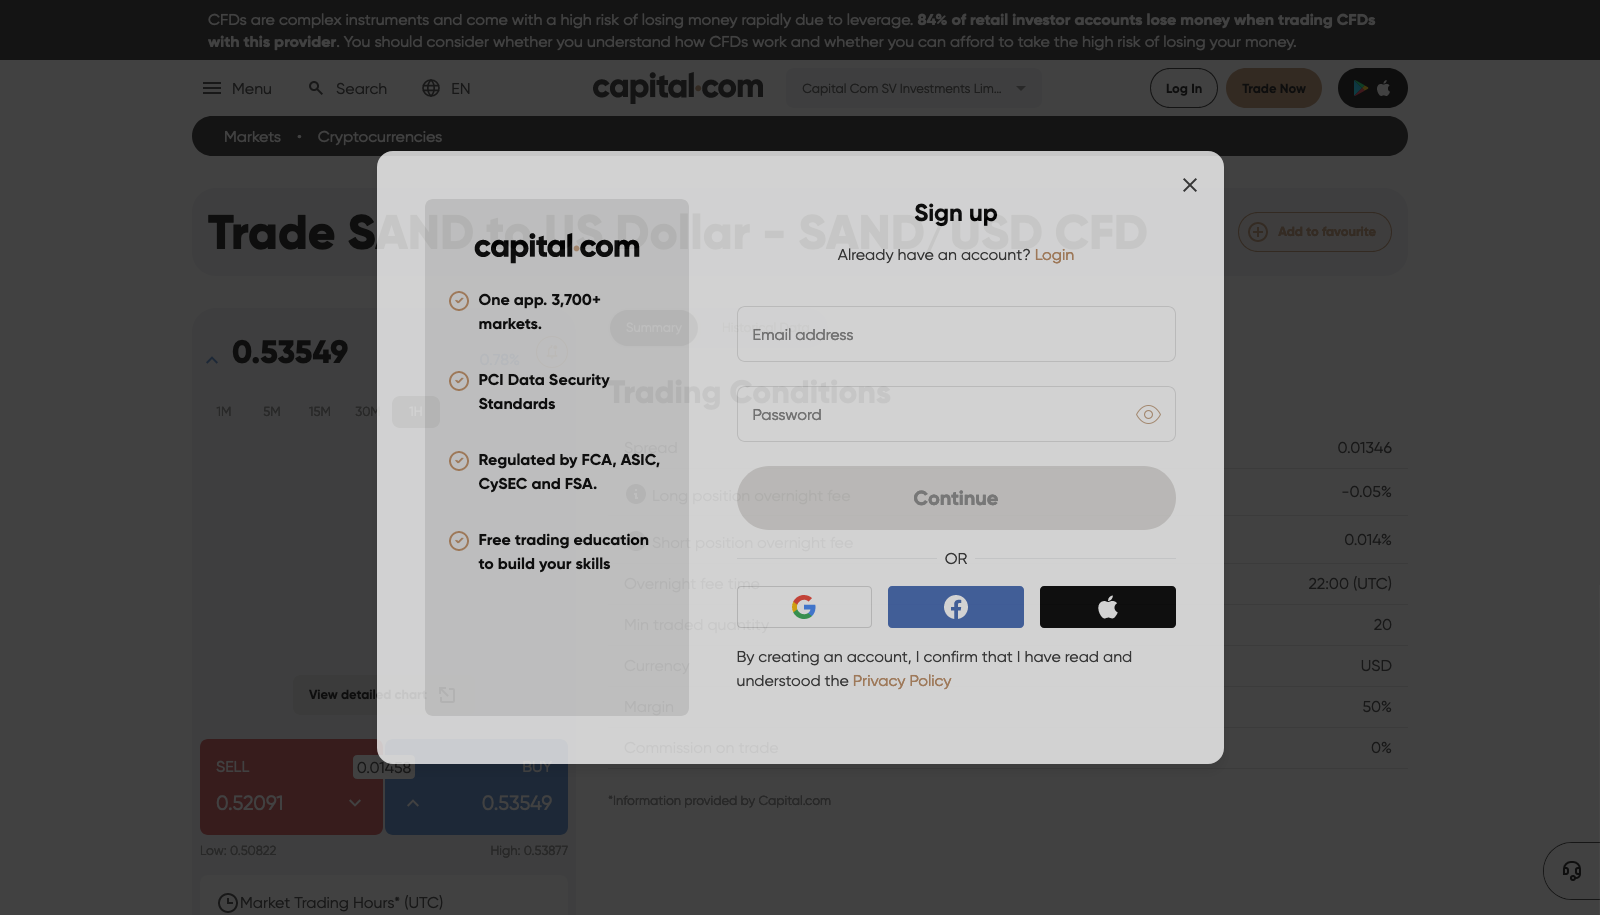 CFDs are complex instruments and come with a high risk of losing money rapidly due to leverage. 84% of retail investor accounts lose money when trading CFDs
with this provider. You should consider whether you understand how CFDs work and whether you can afford to take the high risk of losing your money.
Menu
Search
EN
capital.com
Capital Com SV Investments Lim...
Log In
Trade Now
Markets • Cryptocurrencies
Trade SAND to US Dollar - SAND/USD CFD
Add to favourite
capital.com
One app. 3,700+
markets.
PCI Data Security
Standards
Regulated by FCA, ASIC,
CySEC and FSA.
Free trading education
to build your skills
Sign up
Already have an account? Login
Email address
Password
Continue
OR
By creating an account, I confirm that I have read and
understood the Privacy Policy
0.53549
0.78%
1M 5M 15M 30M 1H
View detailed chart
SELL
0.52091
0.01458
BUY
0.53549
Low: 0.50822
High: 0.53877
Market Trading Hours* (UTC)
Summary
Trading Conditions
Spread 0.01346
Long position overnight fee -0.05%
Short position overnight fee 0.014%
Overnight fee time 22:00 (UTC)
Min traded quantity 20
Currency USD
Margin 50%
Commission on trade 0%
*Information provided by Capital.com